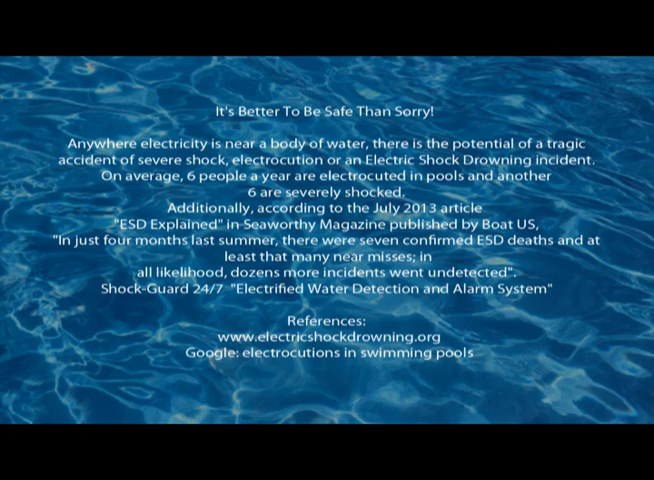 It's Better To Be Safe Than Sorry!
Anywhere electricity is near a body of water, there is the potential of a tragic
accident of severe shock, electrocution or an Electric Shock Drowning incident.
On average, 6 people a year are electrocuted in pools and another
6 are severely shocked.
Additionally, according to the July 2013 article
"ESD Explained" in Seaworthy Magazine published by Boat US,
"In just four months last summer, there were seven confirmed ESD deaths and at
least that many near misses; in
all likelihood, dozens more incidents went undetected".
Shock-Guard 24/7  "Electrified Water Detection and Alarm System"
References:
www.electricshockdrowning.org
Google: electrocutions in swimming pools